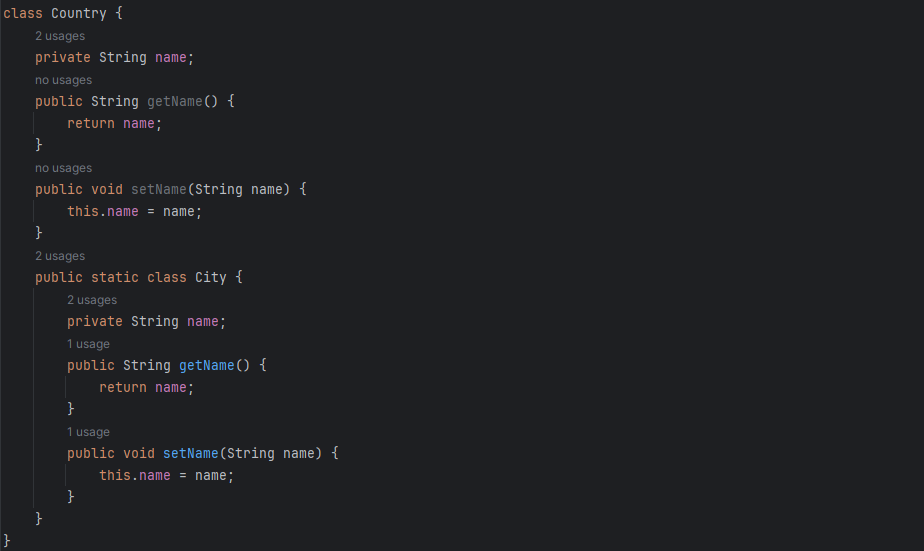 class Country {
2 usages
private String name;
no usages
public String getName() {
return name;
}
no usages
public void setName(String name) {
this.name = name;
}
2 usages
public static class City {
2 usages
private String name;
1 usage
public String getName() {
return name;
}
1 usage
public void setName(String name) {
this.name = name;
}
}
}